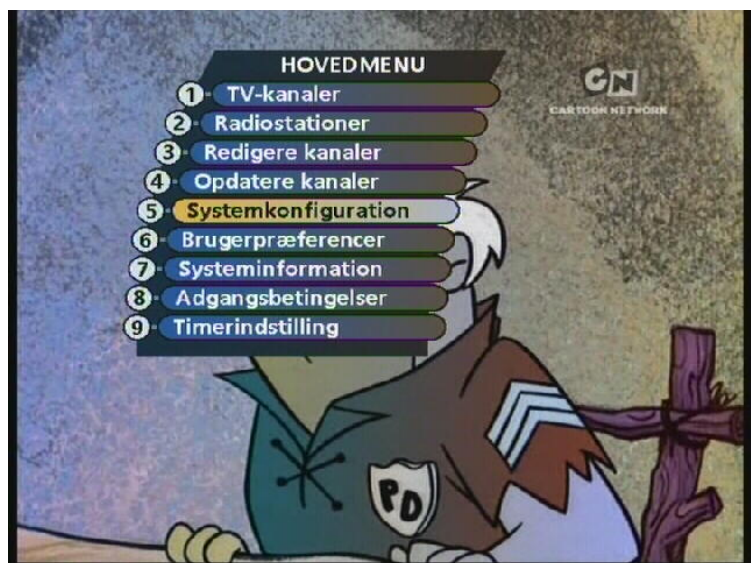 HOVEDMENU
CN
CARTOON NETWORK
1 TV-kanaler
2 Radiostationer
3 Redigere kanaler
4 Opdatere kanaler
5 Systemkonfiguration
6 Brugerpræferencer
7 Systeminformation
8 Adgangsbetingelser
9 Timerindstilling
PD